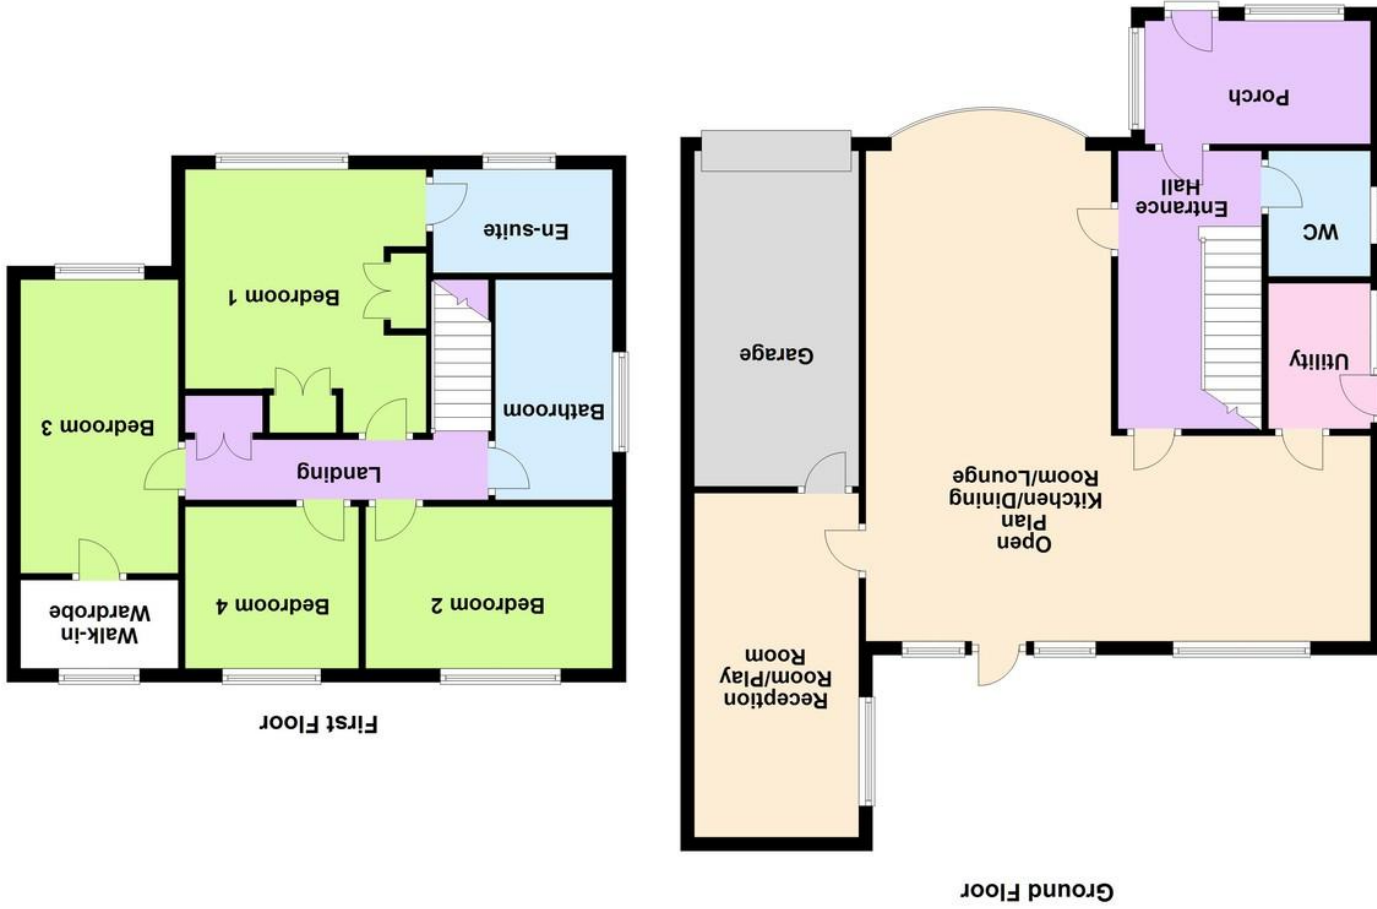 Ground Floor
Reception
Room/Play
Room
Open
Plan
Kitchen/Dining
Room/Lounge
Garage
Utility
WC
Entrance
Hall
Porch
First Floor
Bedroom 2
Bedroom 4
Walk-in
Wardrobe
Landing
Bathroom
Bedroom 3
Bedroom 1
En-suite